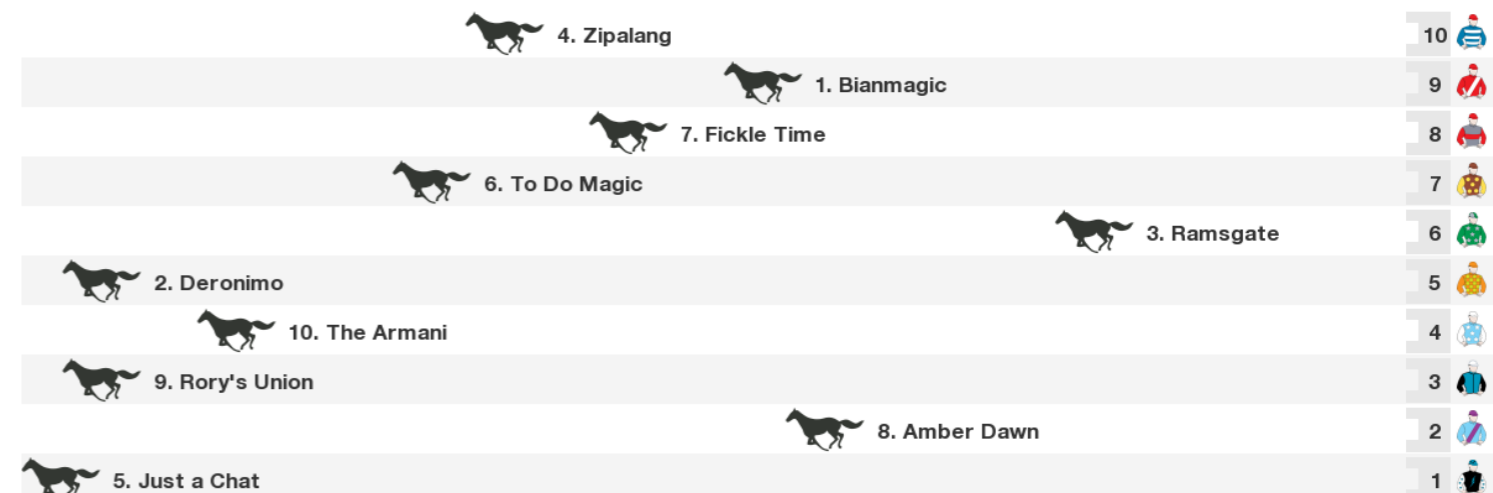 4. Zipalang 10
1. Bianmagic 9
7. Fickle Time 8
6. To Do Magic 7
3. Ramsgate 6
2. Deronimo 5
10. The Armani 4
9. Rory's Union 3
8. Amber Dawn 2
5. Just a Chat 1